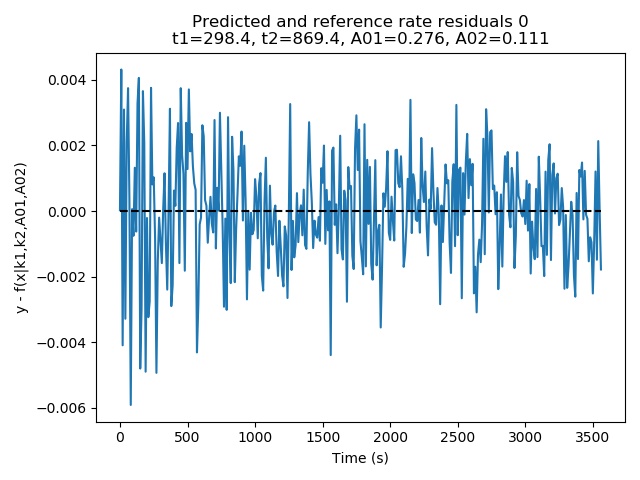 Predicted and reference rate residuals 0
t1=298.4, t2=869.4, A01=0.276, A02=0.111
0.004
0.002
0.000
−0.002
−0.004
−0.006
y - f(x|k1,k2,A01,A02)
0 500 1000 1500 2000 2500 3000 3500
Time (s)